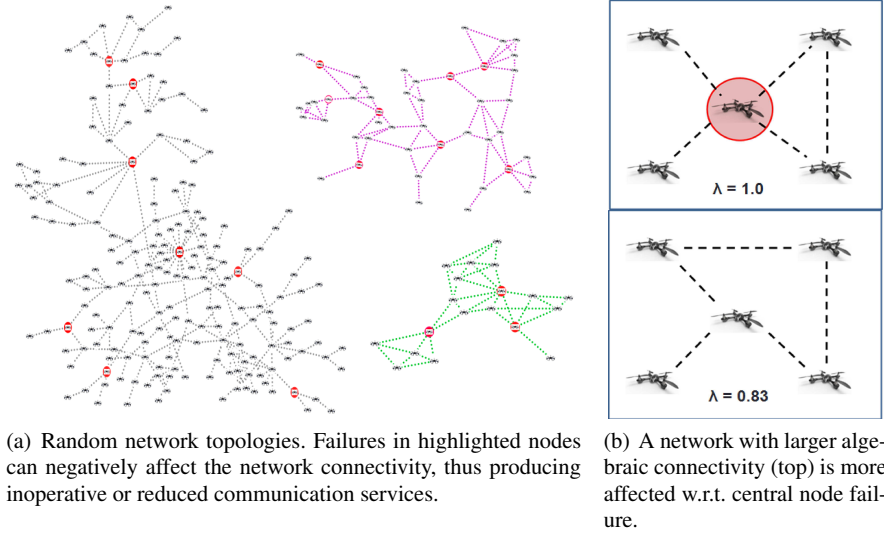 λ = 1.0
λ = 0.83
(a) Random network topologies. Failures in highlighted nodes
can negatively affect the network connectivity, thus producing
inoperative or reduced communication services.
(b) A network with larger alge-
braic connectivity (top) is more
affected w.r.t. central node fail-
ure.